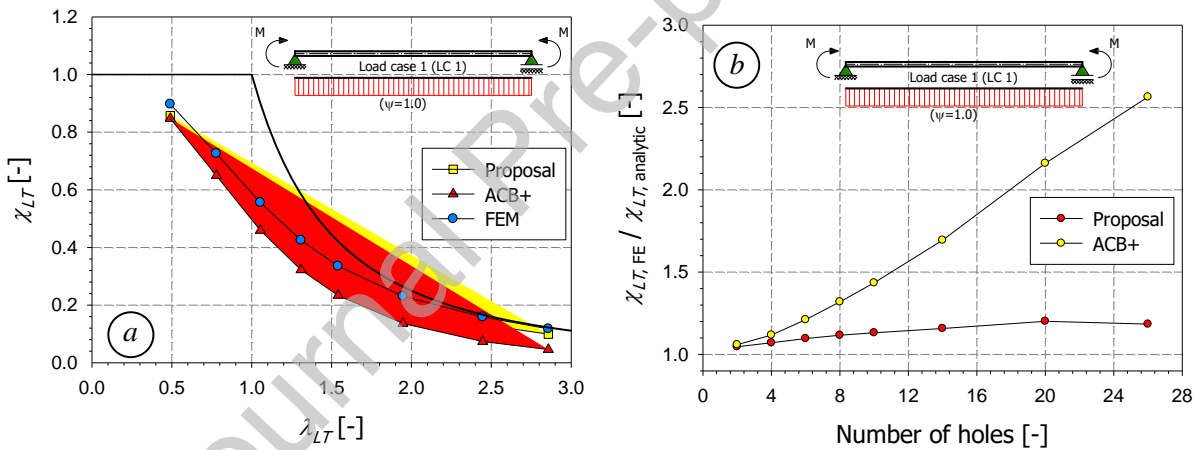 1.2
1.0
0.8
0.6
0.4
0.2
0.0
χLT [-]
M M
Load case 1 (LC 1)
(ψ=1.0)
Proposal
ACB+
FEM
a
0.0 0.5 1.0 1.5 2.0 2.5 3.0
λLT [-]
3.0
2.5
2.0
1.5
1.0
χLT, FE / χLT, analytic [-]
b
M M
Load case 1 (LC 1)
(ψ=1.0)
Proposal
ACB+
0 4 8 12 16 20 24 28
Number of holes [-]
Journal Pre-p